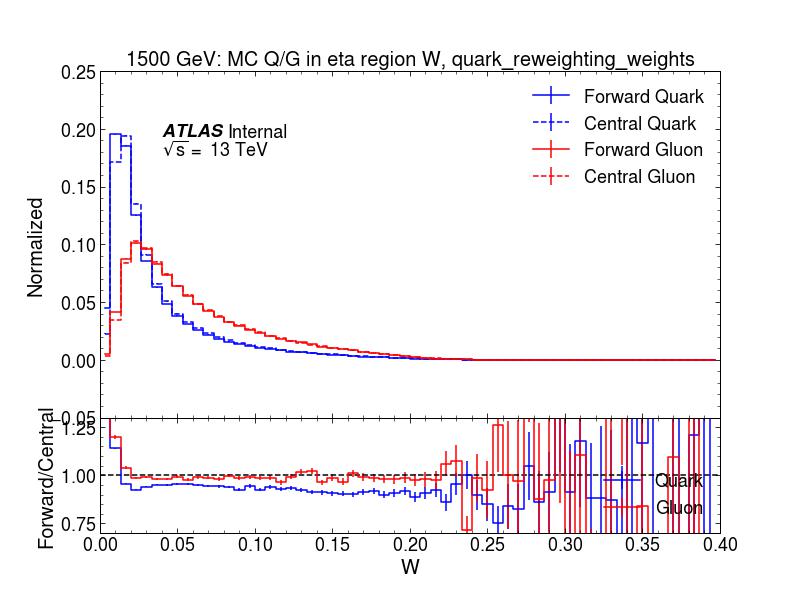 1500 GeV: MC Q/G in eta region W, quark_reweighting_weights
0.25
0.20
0.15
0.10
0.05
0.00
0.05
Normalized
ATLAS Internal
√s = 13 TeV
Forward Quark
Central Quark
Forward Gluon
Central Gluon
1.25
1.00
0.75
Forward/Central
Quark
Gluon
0.00 0.05 0.10 0.15 0.20 0.25 0.30 0.35 0.40
W